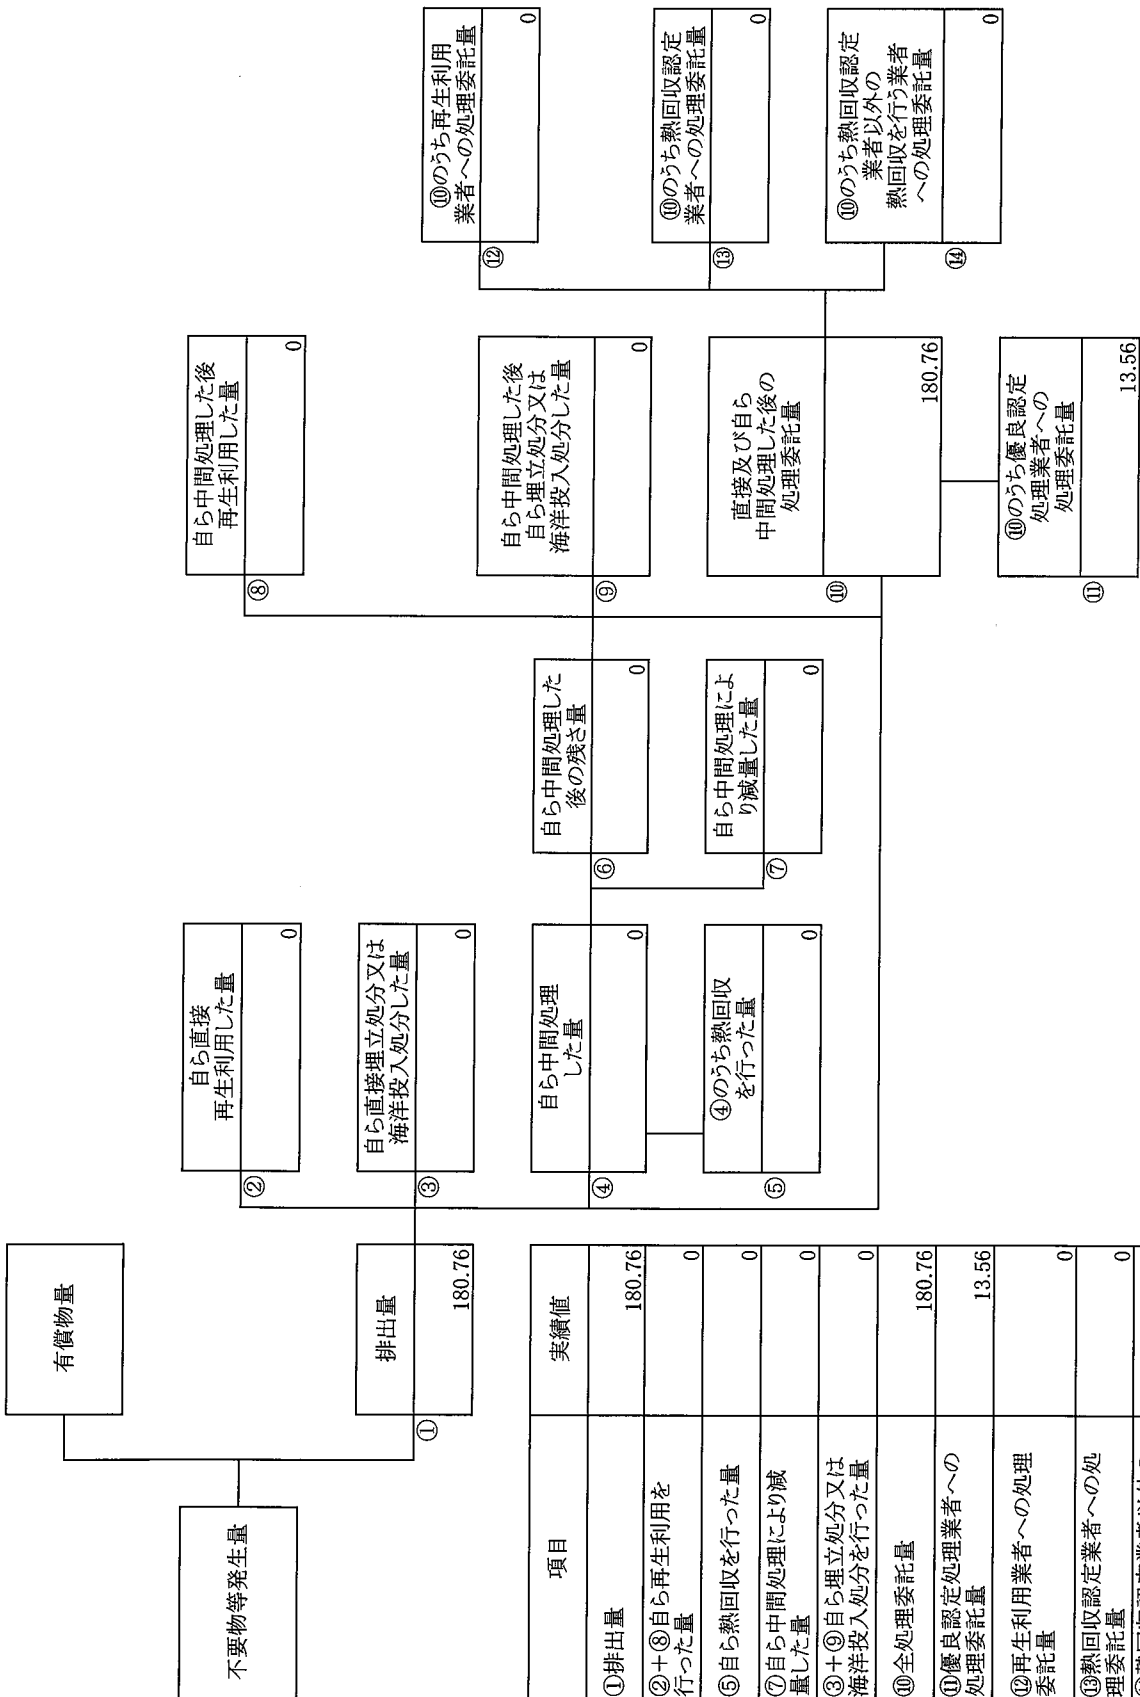 不要物等発生量
有償物量
①
排出量
180.76
②
自ら直接
再生利用した量
0
③
自ら直接埋立処分又は
海洋投入処分した量
0
④
自ら中間処理
した量
0
⑤
④のうち熱回収
を行った量
0
⑥
自ら中間処理した
後の残さ量
0
⑦
自ら中間処理によ
り減量した量
0
⑧
自ら中間処理した後
再生利用した量
0
⑨
自ら中間処理した後
自ら埋立処分又は
海洋投入処分した量
0
⑩
直接及び自ら
中間処理した後の
処理委託量
180.76
⑪
⑩のうち優良認定
処理業者への
処理委託量
13.56
⑫
⑩のうち再生利用
業者への処理委託量
0
⑬
⑩のうち熱回収認定
業者への処理委託量
0
⑭
⑩のうち熱回収認定
業者以外の
熱回収を行う業者
への処理委託量
0
項目 実績値
①排出量 180.76
②+⑧自ら再生利用を
行った量 0
⑤自ら熱回収を行った量 0
⑦自ら中間処理により減
量した量 0
③+⑨自ら埋立処分又は
海洋投入処分を行った量 0
⑩全処理委託量 180.76
⑪優良認定処理業者への
処理委託量 13.56
⑫再生利用業者への処理
委託量 0
⑬熱回収認定業者への処
理委託量 0